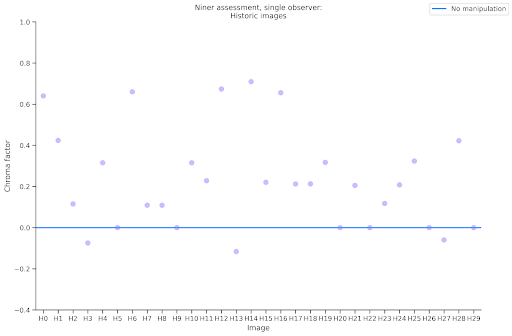 Niner assessment, single observer:
Historic images
No manipulation
1.0
0.8
0.6
0.4
0.2
0.0
−0.2
−0.4
Chroma factor
H0 H1 H2 H3 H4 H5 H6 H7 H8 H9 H10 H11 H12 H13 H14 H15 H16 H17 H18 H19 H20 H21 H22 H23 H24 H25 H26 H27 H28 H29
Image